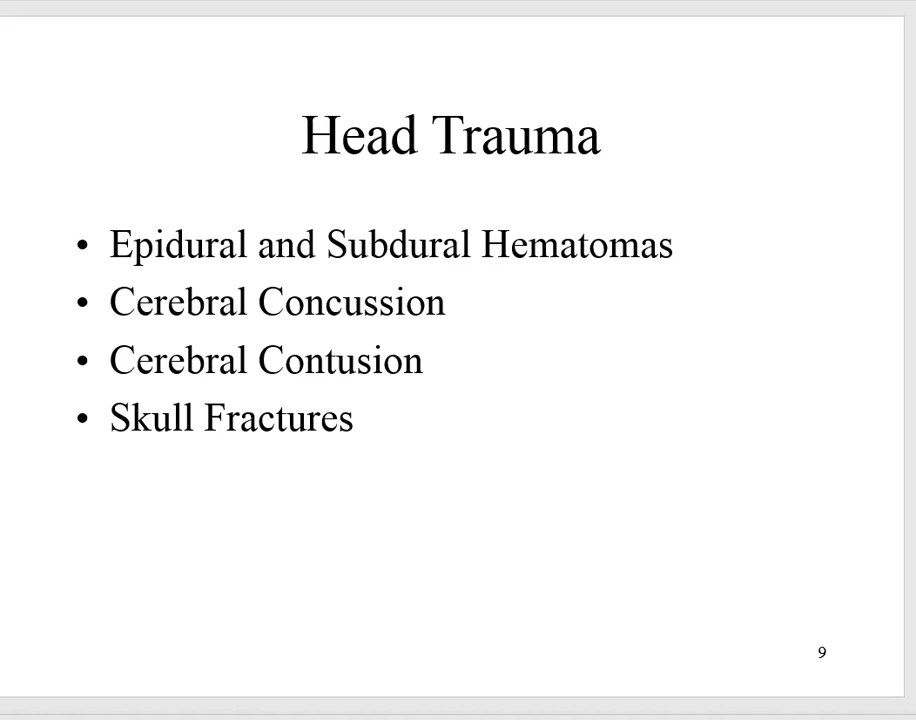 Head Trauma
• Epidural and Subdural Hematomas
• Cerebral Concussion
• Cerebral Contusion
• Skull Fractures
9